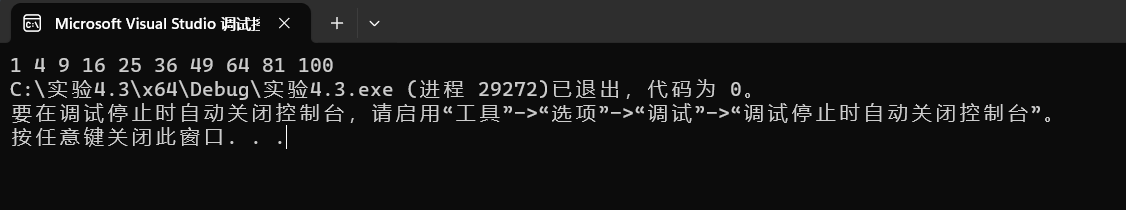 Microsoft Visual Studio 调试控
1 4 9 16 25 36 49 64 81 100
C:\实验4.3\x64\Debug\实验4.3.exe (进程 29272)已退出，代码为 0。
要在调试停止时自动关闭控制台，请启用“工具”->“选项”->“调试”->“调试停止时自动关闭控制台”。
按任意键关闭此窗口. . .